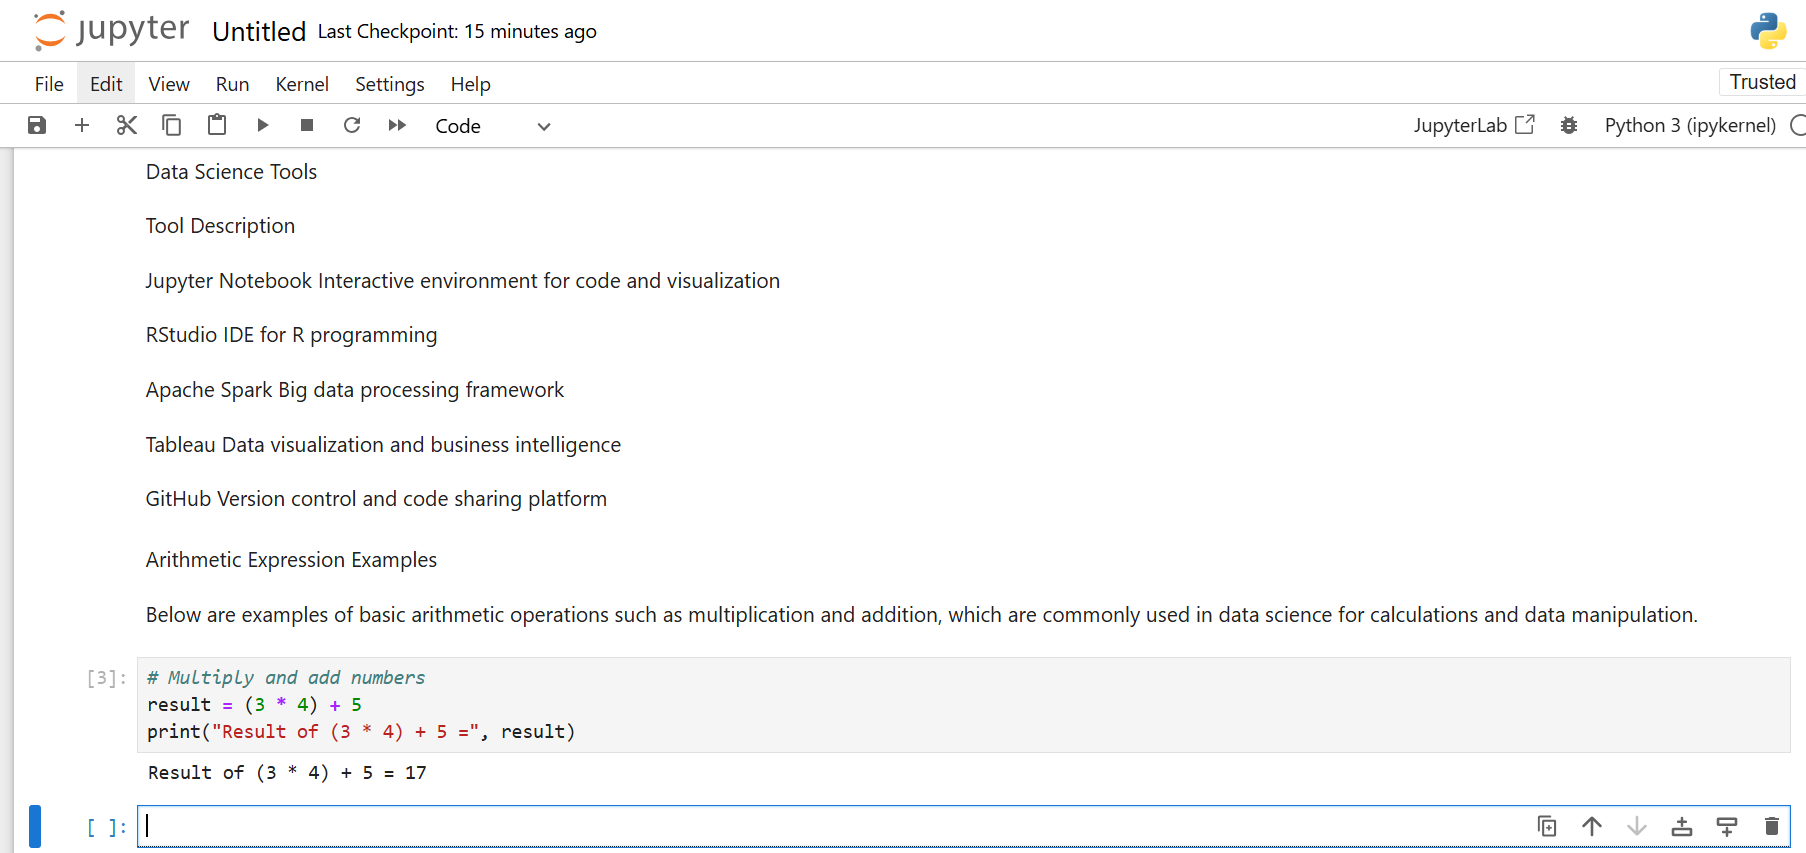 jupyter Untitled Last Checkpoint: 15 minutes ago
File Edit View Run Kernel Settings Help
Trusted
Code
JupyterLab Python 3 (ipykernel)
Data Science Tools
Tool Description
Jupyter Notebook Interactive environment for code and visualization
RStudio IDE for R programming
Apache Spark Big data processing framework
Tableau Data visualization and business intelligence
GitHub Version control and code sharing platform
Arithmetic Expression Examples
Below are examples of basic arithmetic operations such as multiplication and addition, which are commonly used in data science for calculations and data manipulation.
[3]: # Multiply and add numbers
result = (3 * 4) + 5
print("Result of (3 * 4) + 5 =", result)
Result of (3 * 4) + 5 = 17
[ ]: